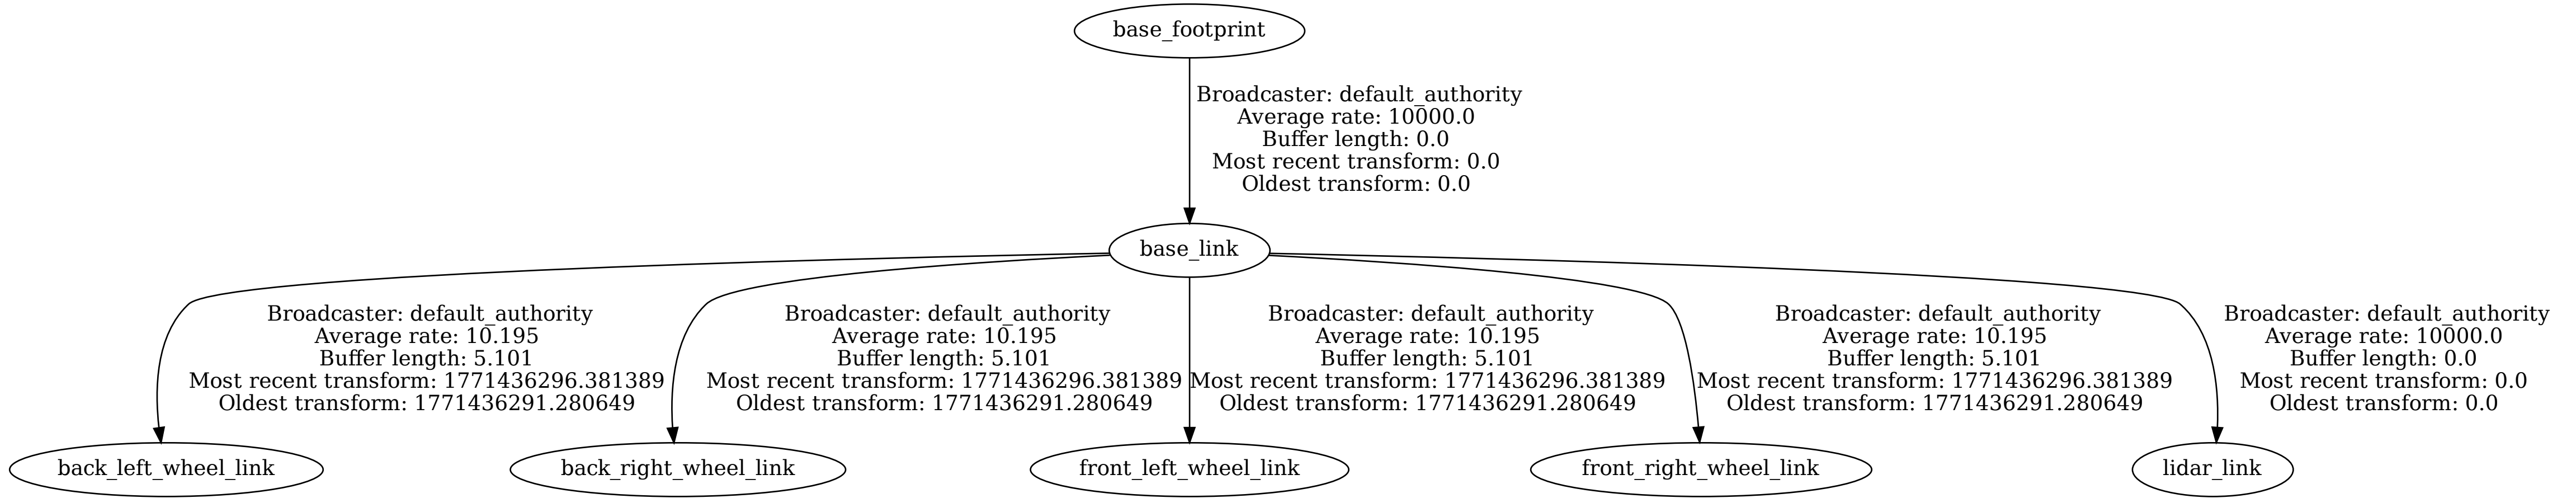 base_footprint
Broadcaster: default_authority
Average rate: 10000.0
Buffer length: 0.0
Most recent transform: 0.0
Oldest transform: 0.0
base_link
Broadcaster: default_authority
Average rate: 10.195
Buffer length: 5.101
Most recent transform: 1771436296.381389
Oldest transform: 1771436291.280649
Broadcaster: default_authority
Average rate: 10.195
Buffer length: 5.101
Most recent transform: 1771436296.381389
Oldest transform: 1771436291.280649
Broadcaster: default_authority
Average rate: 10.195
Buffer length: 5.101
Most recent transform: 1771436296.381389
Oldest transform: 1771436291.280649
Broadcaster: default_authority
Average rate: 10.195
Buffer length: 5.101
Most recent transform: 1771436296.381389
Oldest transform: 1771436291.280649
Broadcaster: default_authority
Average rate: 10000.0
Buffer length: 0.0
Most recent transform: 0.0
Oldest transform: 0.0
back_left_wheel_link
back_right_wheel_link
front_left_wheel_link
front_right_wheel_link
lidar_link